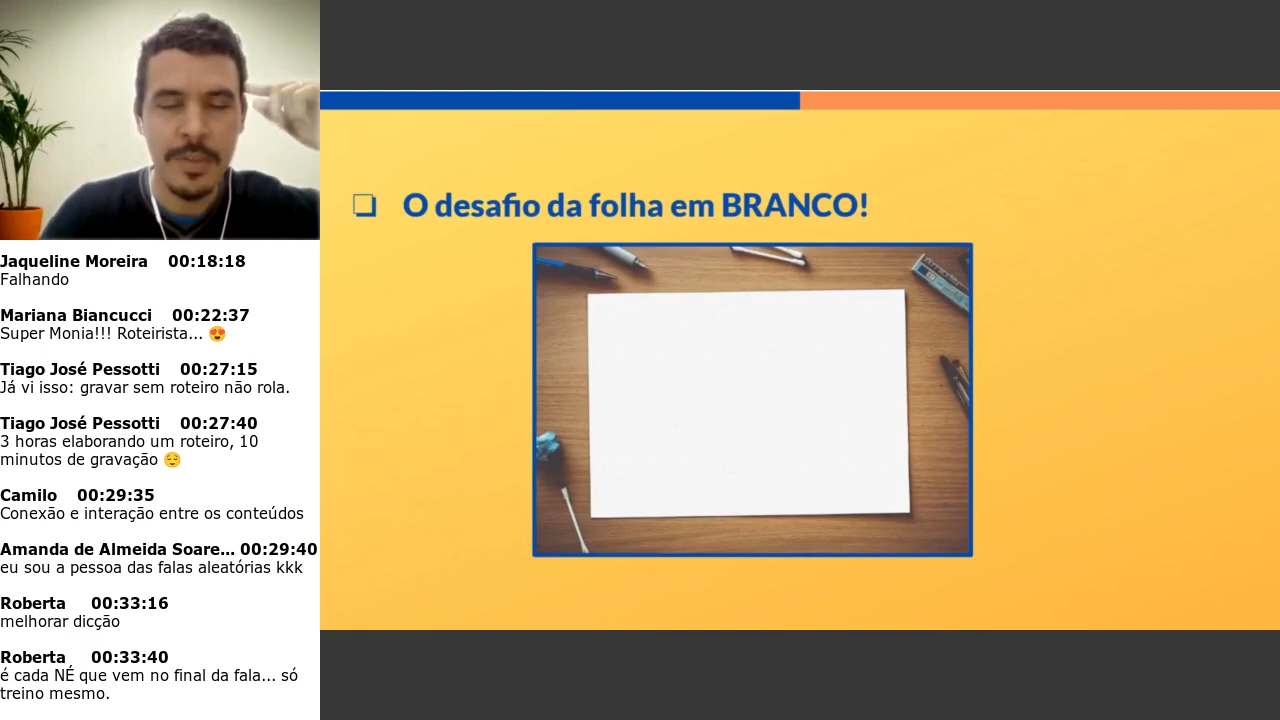 Jaqueline Moreira 00:18:18
Falhando
Mariana Biancucci 00:22:37
Super Monia!!! Roteirista... 😍
Tiago José Pessotti 00:27:15
Já vi isso: gravar sem roteiro não rola.
Tiago José Pessotti 00:27:40
3 horas elaborando um roteiro, 10
minutos de gravação 😌
Camilo 00:29:35
Conexão e interação entre os conteúdos
Amanda de Almeida Soare... 00:29:40
eu sou a pessoa das falas aleatórias kkk
Roberta 00:33:16
melhorar dicção
Roberta 00:33:40
é cada NÉ que vem no final da fala... só
treino mesmo.
❏ O desafio da folha em BRANCO!